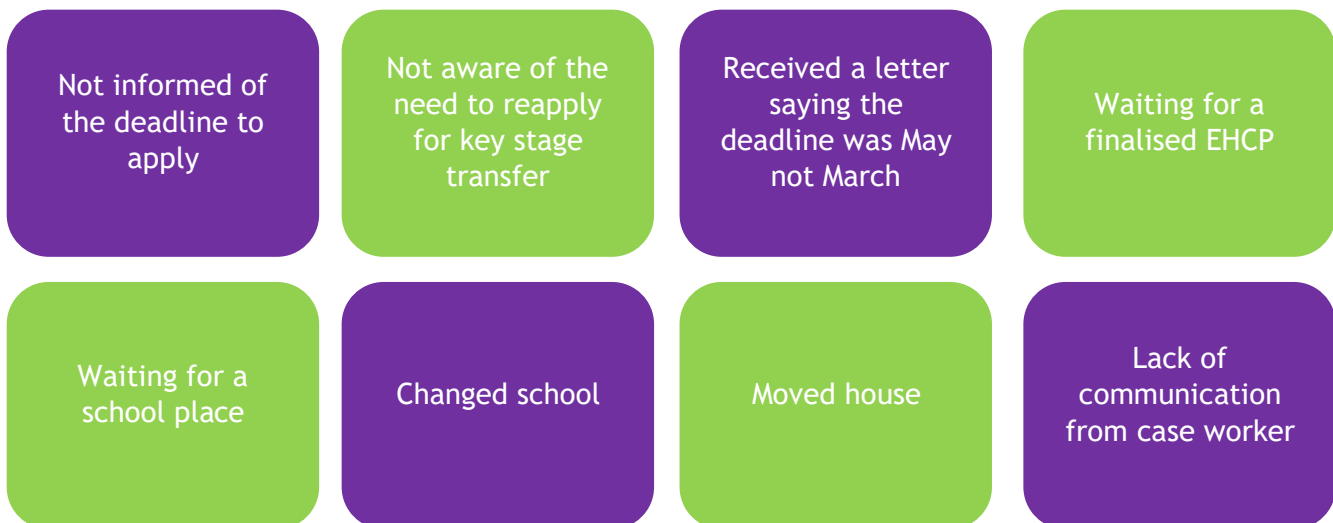 Not informed of
the deadline to
apply
Not aware of the
need to reapply
for key stage
transfer
Received a letter
saying the
deadline was May
not March
Waiting for a
finalised EHCP
Waiting for a
school place
Changed school
Moved house
Lack of
communication
from case worker